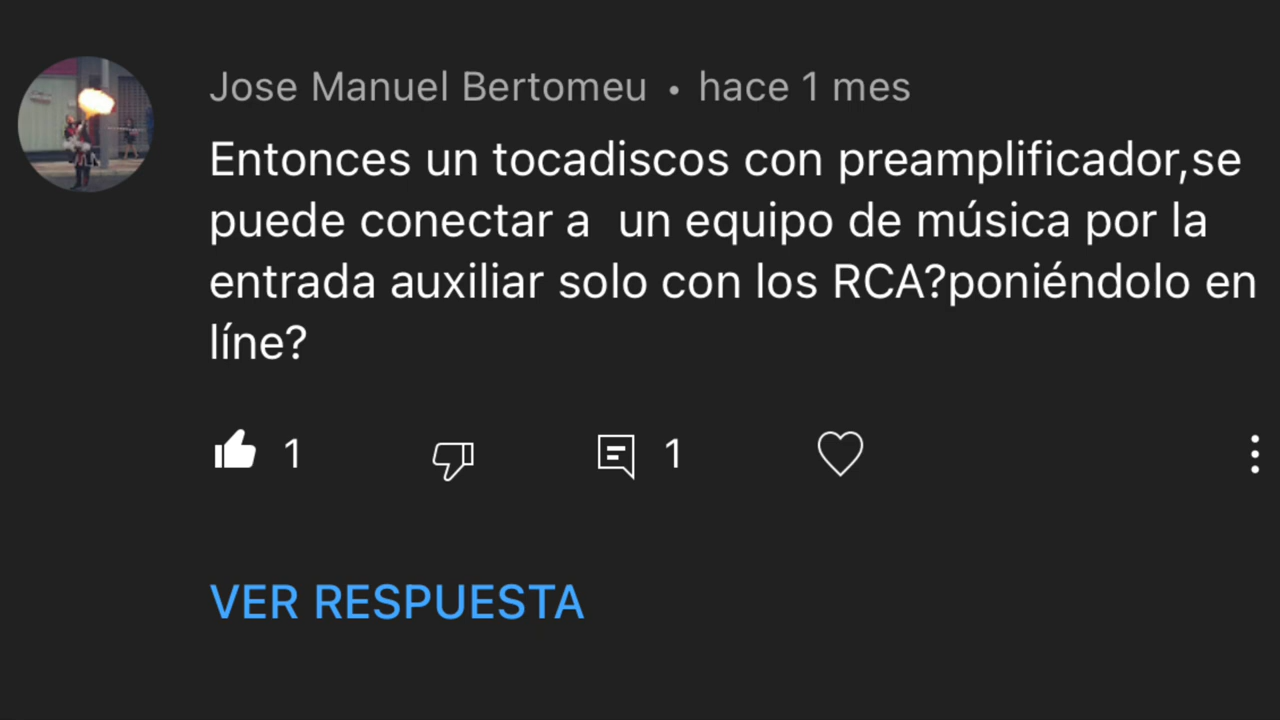 Jose Manuel Bertomeu • hace 1 mes
Entonces un tocadiscos con preamplificador,se
puede conectar a  un equipo de música por la
entrada auxiliar solo con los RCA?poniéndolo en
líne?
1 1
VER RESPUESTA